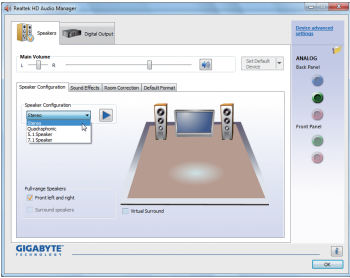 Realtek HD Audio Manager
Speakers
Digital Output
Device advanced settings
Main Volume
L
R
Set Default Device
ANALOG
Back Panel
Speaker Configuration
Sound Effects
Room Correction
Default Format
Speaker Configuration
Stereo
Stereo
Quadraphonic
5.1 Speaker
7.1 Speaker
Front Panel
Full-range Speakers
Front left and right
Surround speakers
Virtual Surround
GIGABYTE™
TECHNOLOGY
OK